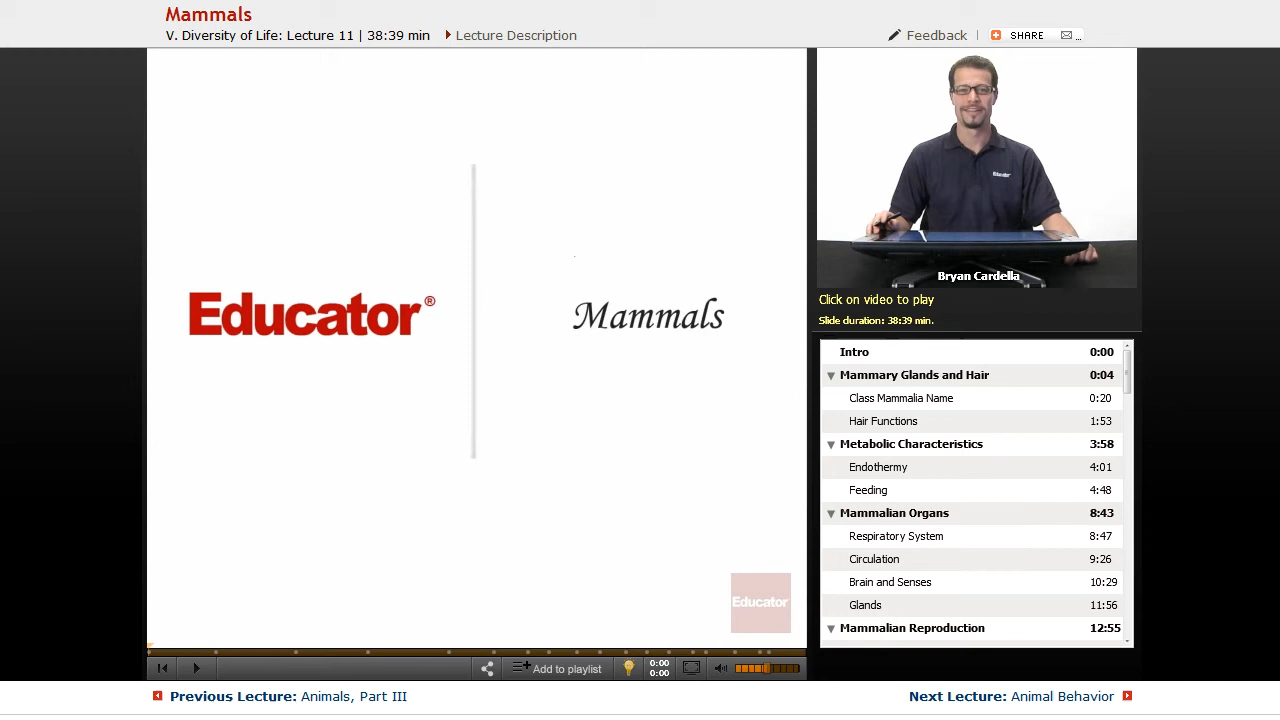 Mammals
V. Diversity of Life: Lecture 11 | 38:39 min
Lecture Description
Feedback
SHARE
...
Educator®
Mammals
Educator
Educator
Bryan Cardella
Click on video to play
Slide duration: 38:39 min.
Intro 0:00
Mammary Glands and Hair 0:04
Class Mammalia Name 0:20
Hair Functions 1:53
Metabolic Characteristics 3:58
Endothermy 4:01
Feeding 4:48
Mammalian Organs 8:43
Respiratory System 8:47
Circulation 9:26
Brain and Senses 10:29
Glands 11:56
Mammalian Reproduction 12:55
Add to playlist
0:00
0:00
Previous Lecture: Animals, Part III
Next Lecture: Animal Behavior